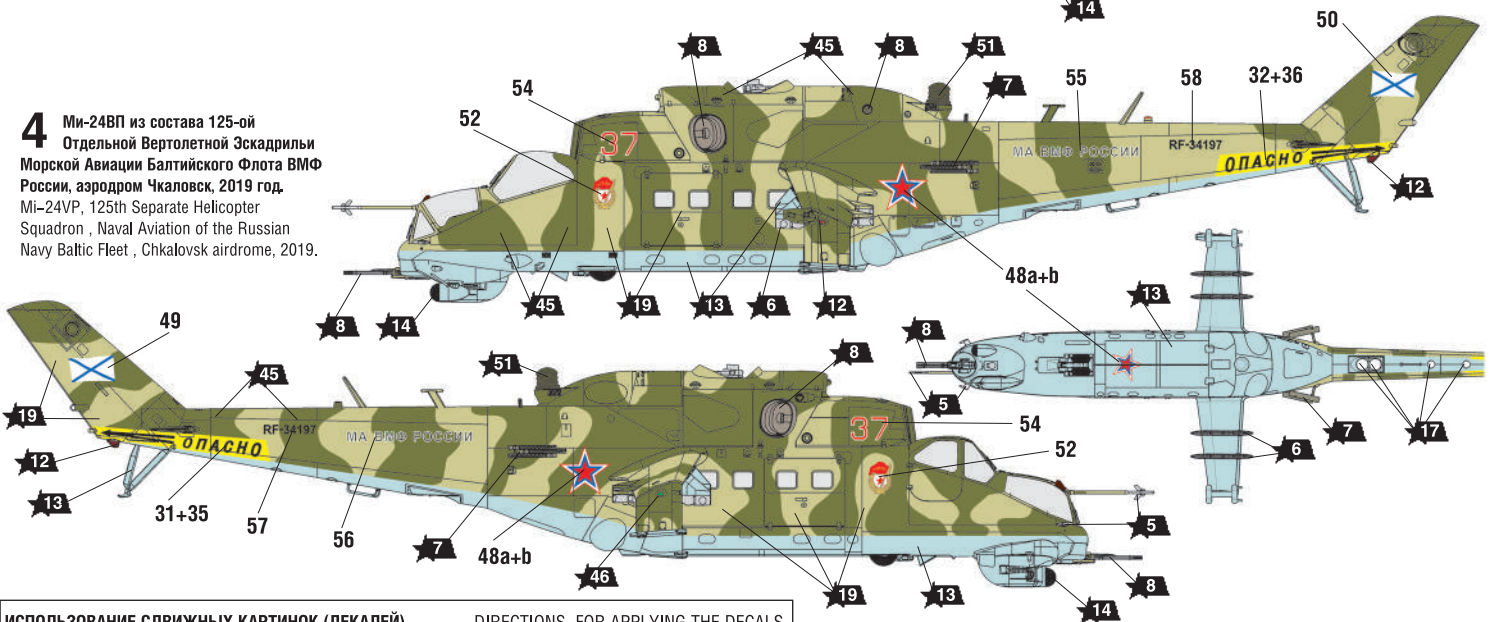 14
50
8
45
8
51
7
54
55
58
32+36
52
37
МА ВМФ РОССИИ
RF-34197
ОПАСНО
12
4 Ми-24ВП из состава 125-ой
Отдельной Вертолетной Эскадрильи
Морской Авиации Балтийского Флота ВМФ
России, аэродром Чкаловск, 2019 год.
Mi-24VP, 125th Separate Helicopter
Squadron , Naval Aviation of the Russian
Navy Baltic Fleet , Chkalovsk airdrome, 2019.
8
14
45
19
13
6
12
48a+b
13
8
5
7
17
6
49
45
51
8
19
RF-34197
МА ВМФ РОССИИ
37
54
ОПАСНО
52
12
13
31+35
57
56
7
48a+b
46
19
13
5
8
14
ИСПОЛЬЗОВАНИЕ СДВИЖНЫХ КАРТИНОК (ДЕКАЛЕЙ)
DIRECTIONS FOR APPLYING THE DECALS